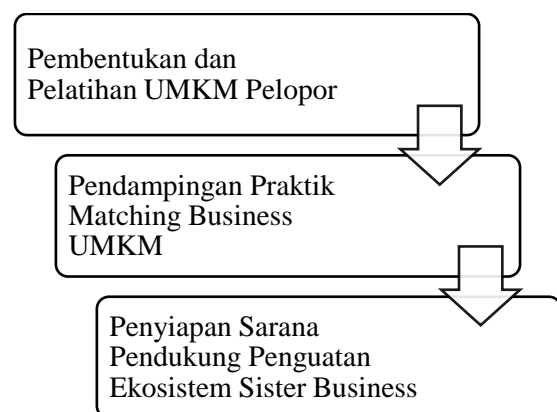 Pembentukan dan
Pelatihan UMKM Pelopor
Pendampingan Praktik
Matching Business
UMKM
Penyiapan Sarana
Pendukung Penguatan
Ekosistem Sister Business